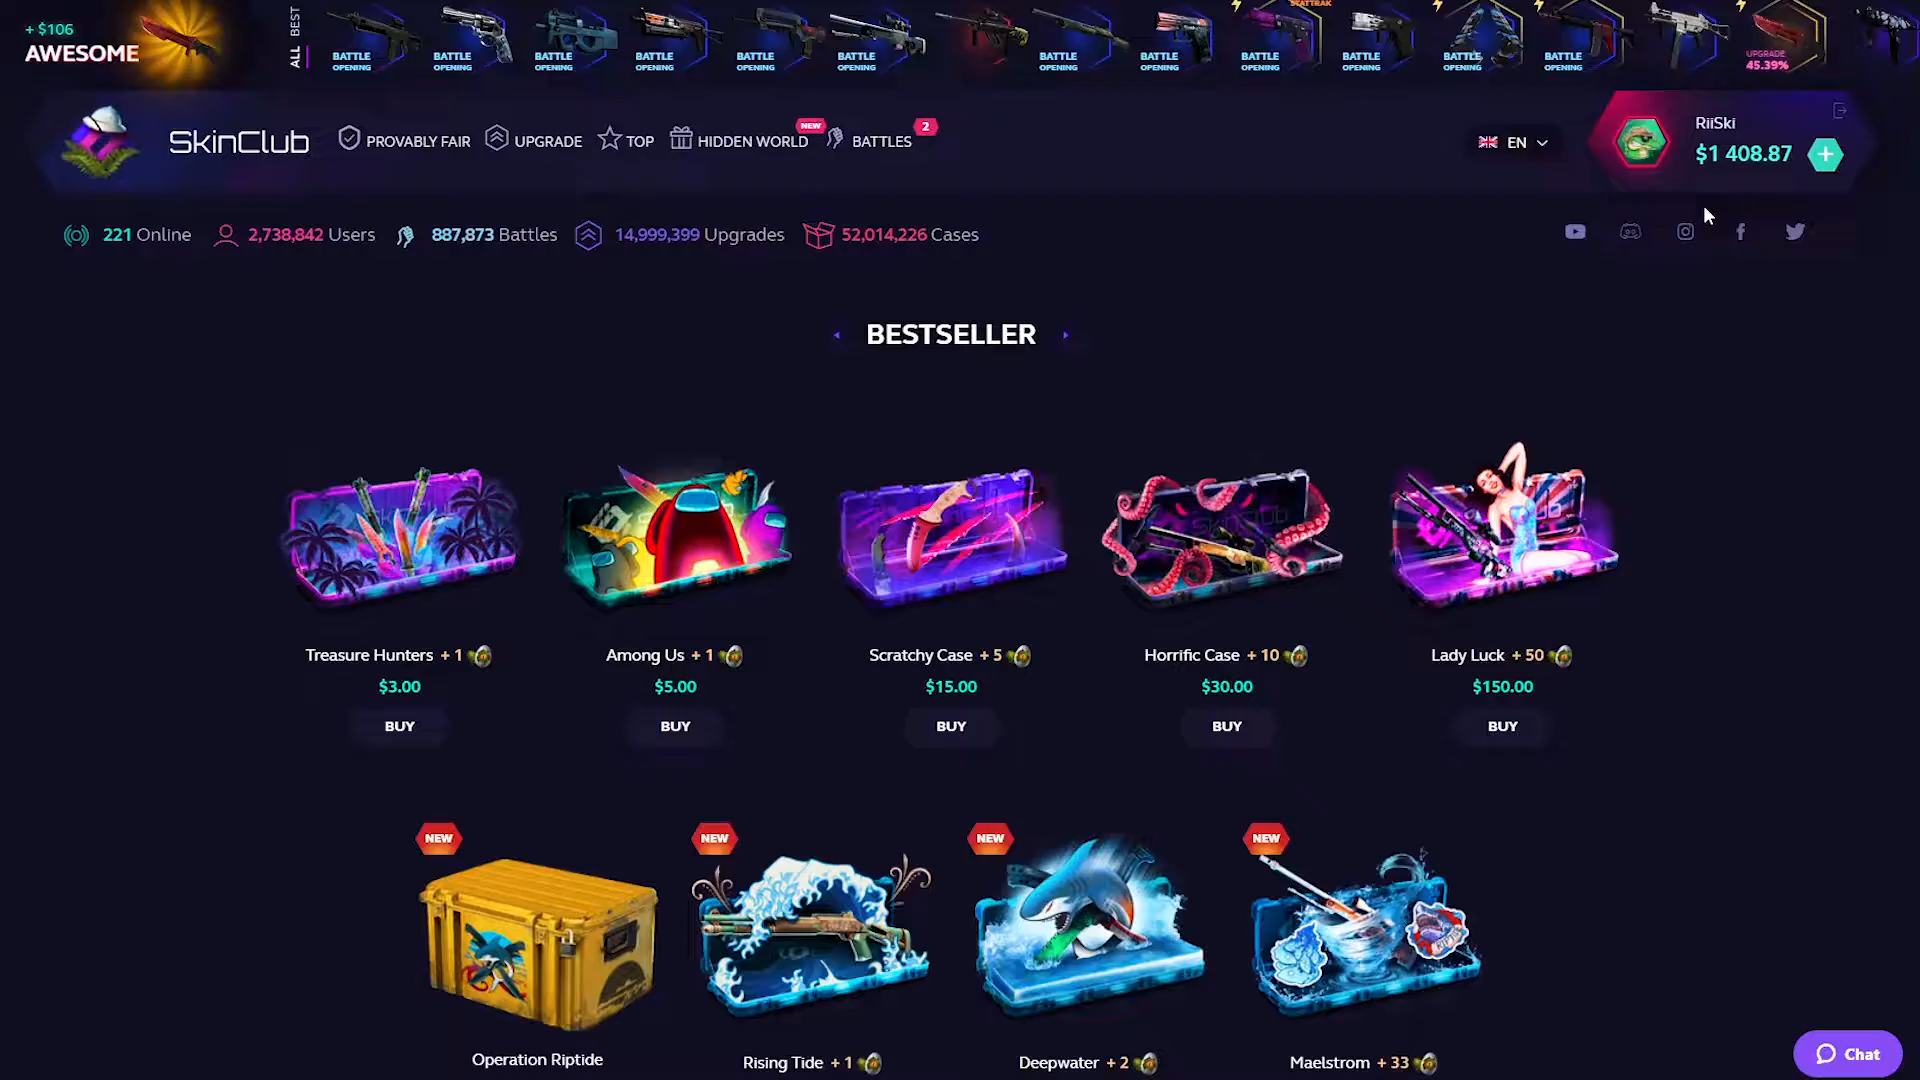 + $106
AWESOME
ALL BEST
BATTLE OPENING
BATTLE OPENING
BATTLE OPENING
BATTLE OPENING
BATTLE OPENING
BATTLE OPENING
BATTLE OPENING
BATTLE OPENING
STATTRAK
BATTLE OPENING
BATTLE OPENING
BATTLE OPENING
BATTLE OPENING
UPGRADE
45.39%
SkinClub
PROVABLY FAIR
UPGRADE
TOP
HIDDEN WORLD
NEW
BATTLES
2
EN
RiiSki
$1 408.87
221 Online
2,738,842 Users
887,873 Battles
14,999,399 Upgrades
52,014,226 Cases
BESTSELLER
Treasure Hunters + 1
$3.00
BUY
Among Us + 1
$5.00
BUY
Scratchy Case + 5
$15.00
BUY
Horrific Case + 10
$30.00
BUY
Lady Luck + 50
$150.00
BUY
NEW
Operation Riptide
NEW
Rising Tide + 1
NEW
Deepwater + 2
NEW
Maelstrom + 33
Chat